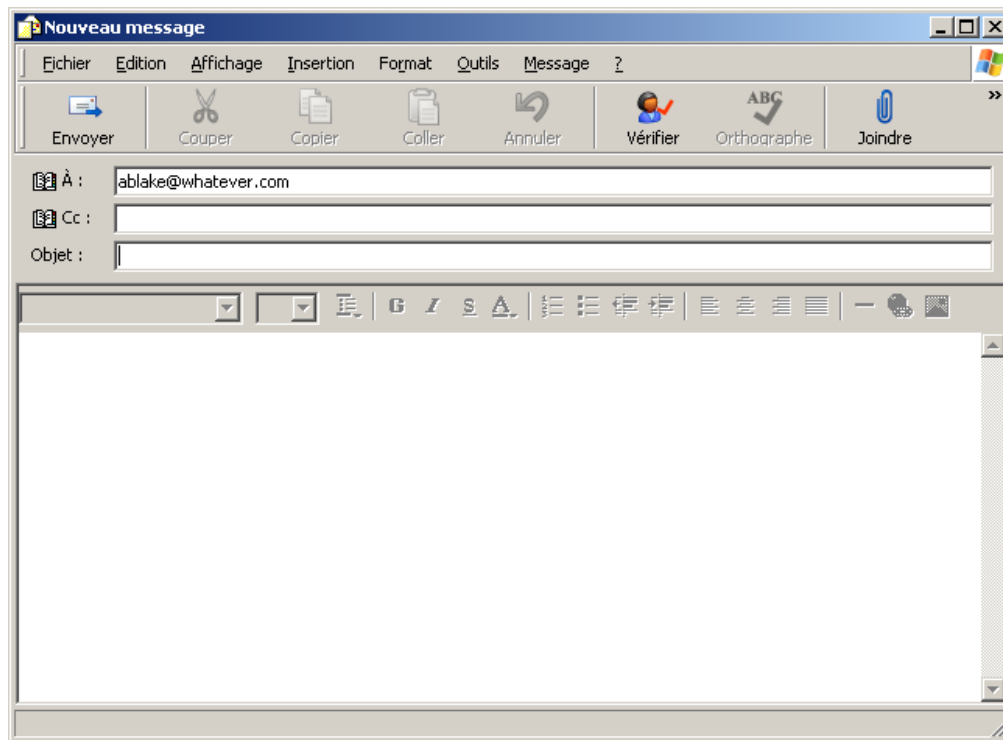 Nouveau message
Fichier Edition Affichage Insertion Format Outils Message ?
ABC »
Envoyer Couper Copier Coller Annuler Vérifier Orthographe Joindre
À : ablake@whatever.com
Cc :
Objet :
G I S A